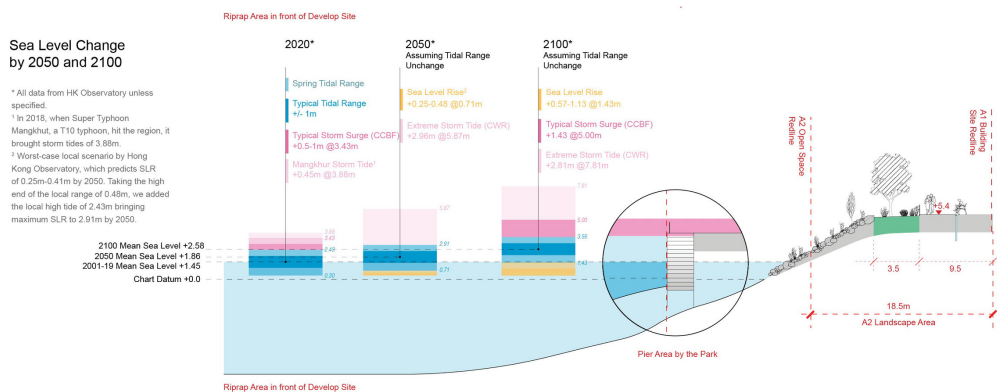 Riprap Area in front of Develop Site
Sea Level Change
by 2050 and 2100
* All data from HK Observatory unless
specified.
1 In 2018, when Super Typhoon
Mangkhut, a T10 typhoon, hit the region, it
brought storm tides of 3.88m.
2 Worst-case local scenario by Hong
Kong Observatory, which predicts SLR
of 0.25m-0.41m by 2050. Taking the high
end of the local range of 0.48m, we added
the local high tide of 2.43m bringing
maximum SLR to 2.91m by 2050.
2020*
Spring Tidal Range
Typical Tidal Range
+/- 1m
Typical Storm Surge (CCBF)
+0.5-1m @3.43m
Mangkhur Storm Tide1
+0.45m @3.88m
2050*
Assuming Tidal Range
Unchange
Sea Level Rise2
+0.25-0.48 @0.71m
Extreme Storm Tide (CWR)
+2.96m @5.87m
2100*
Assuming Tidal Range
Unchange
Sea Level Rise
+0.57-1.13 @1.43m
Typical Storm Surge (CCBF)
+1.43 @5.00m
Extreme Storm Tide (CWR)
+2.81m @7.81m
2100 Mean Sea Level +2.58
2050 Mean Sea Level +1.86
2001-19 Mean Sea Level +1.45
Chart Datum +0.0
3.43
2.49
0.00
5.87
2.91
0.71
7.81
5.00
3.56
1.43
A2 Open Space
Redline
A1 Building
Site Redline
+5.4
3.5
9.5
18.5m
A2 Landscape Area
Pier Area by the Park
Riprap Area in front of Develop Site